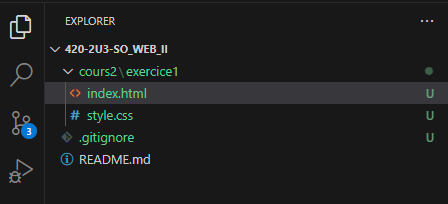 EXPLORER
420-2U3-SO_WEB_II
cours2\exercice1
index.html U
# style.css U
.gitignore U
README.md
3